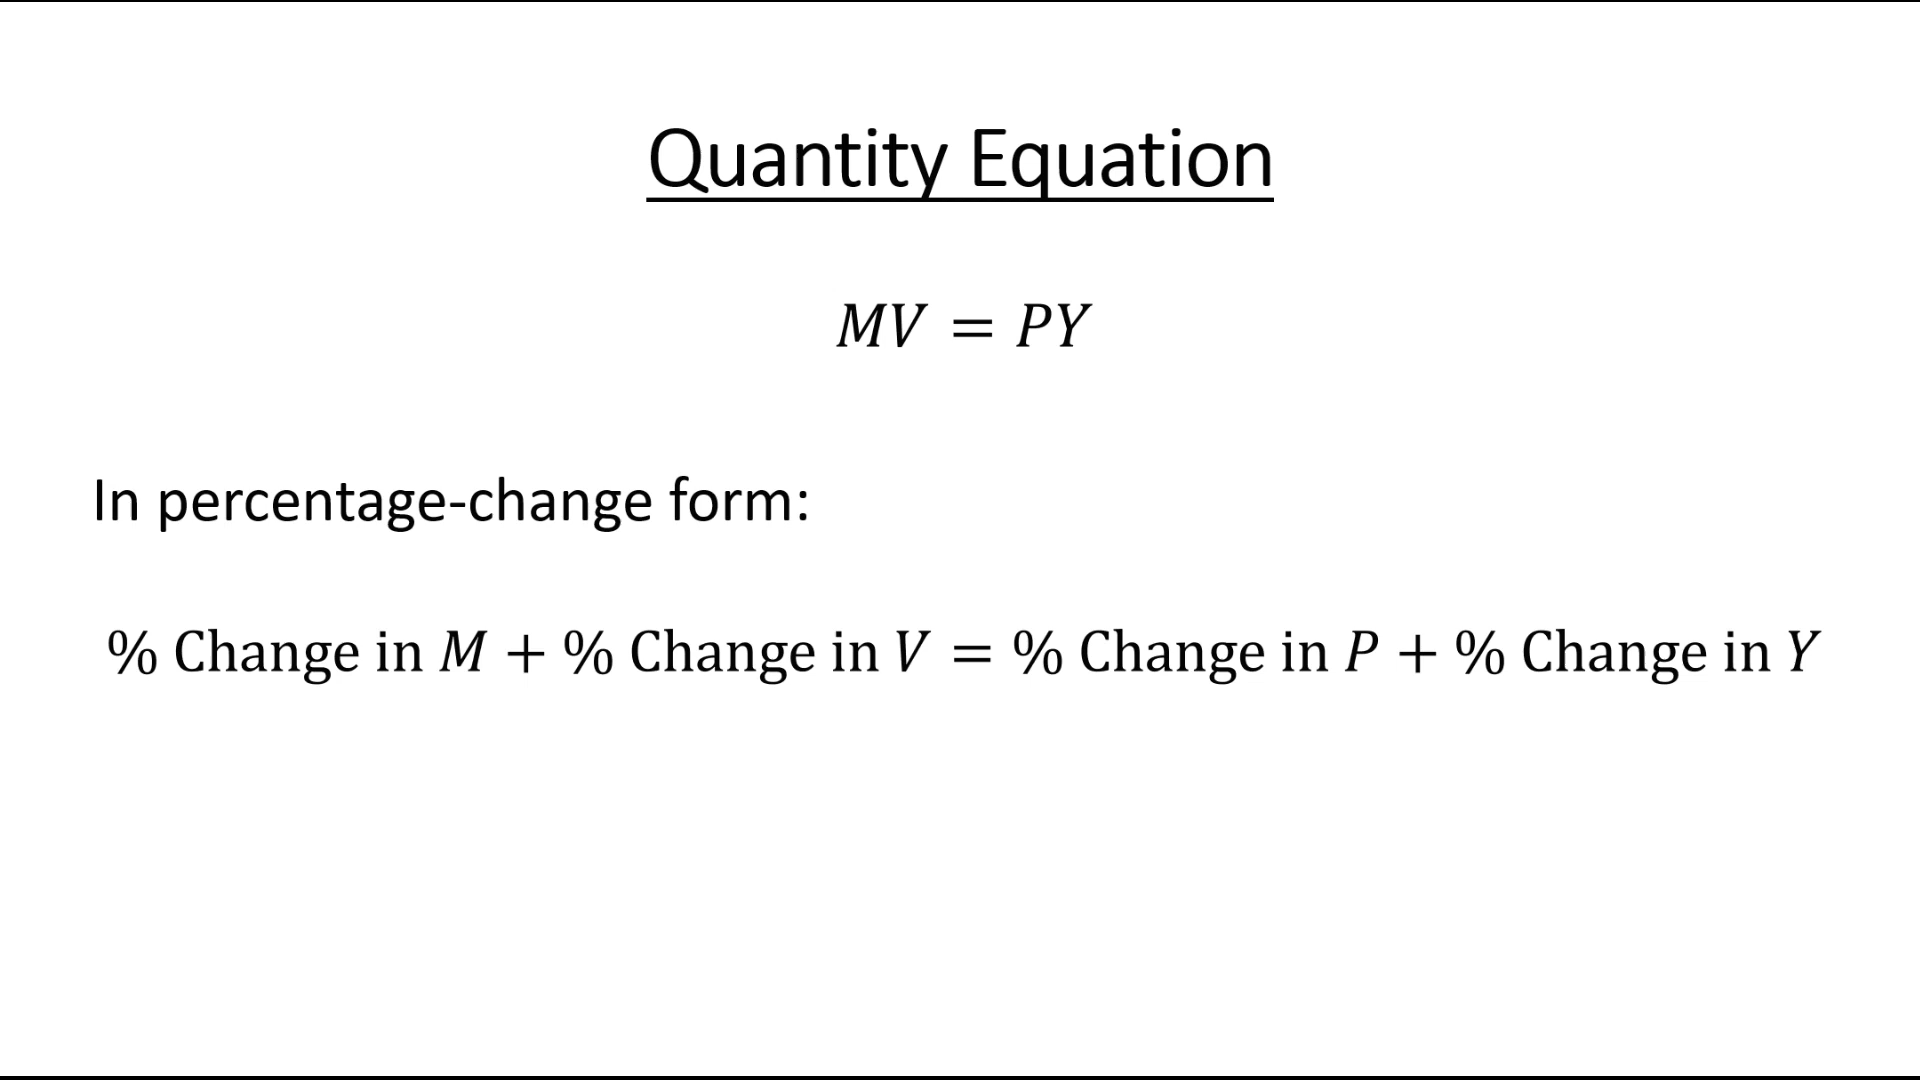 Quantity Equation
MV = PY
In percentage-change form:
% Change in M + % Change in V = % Change in P + % Change in Y